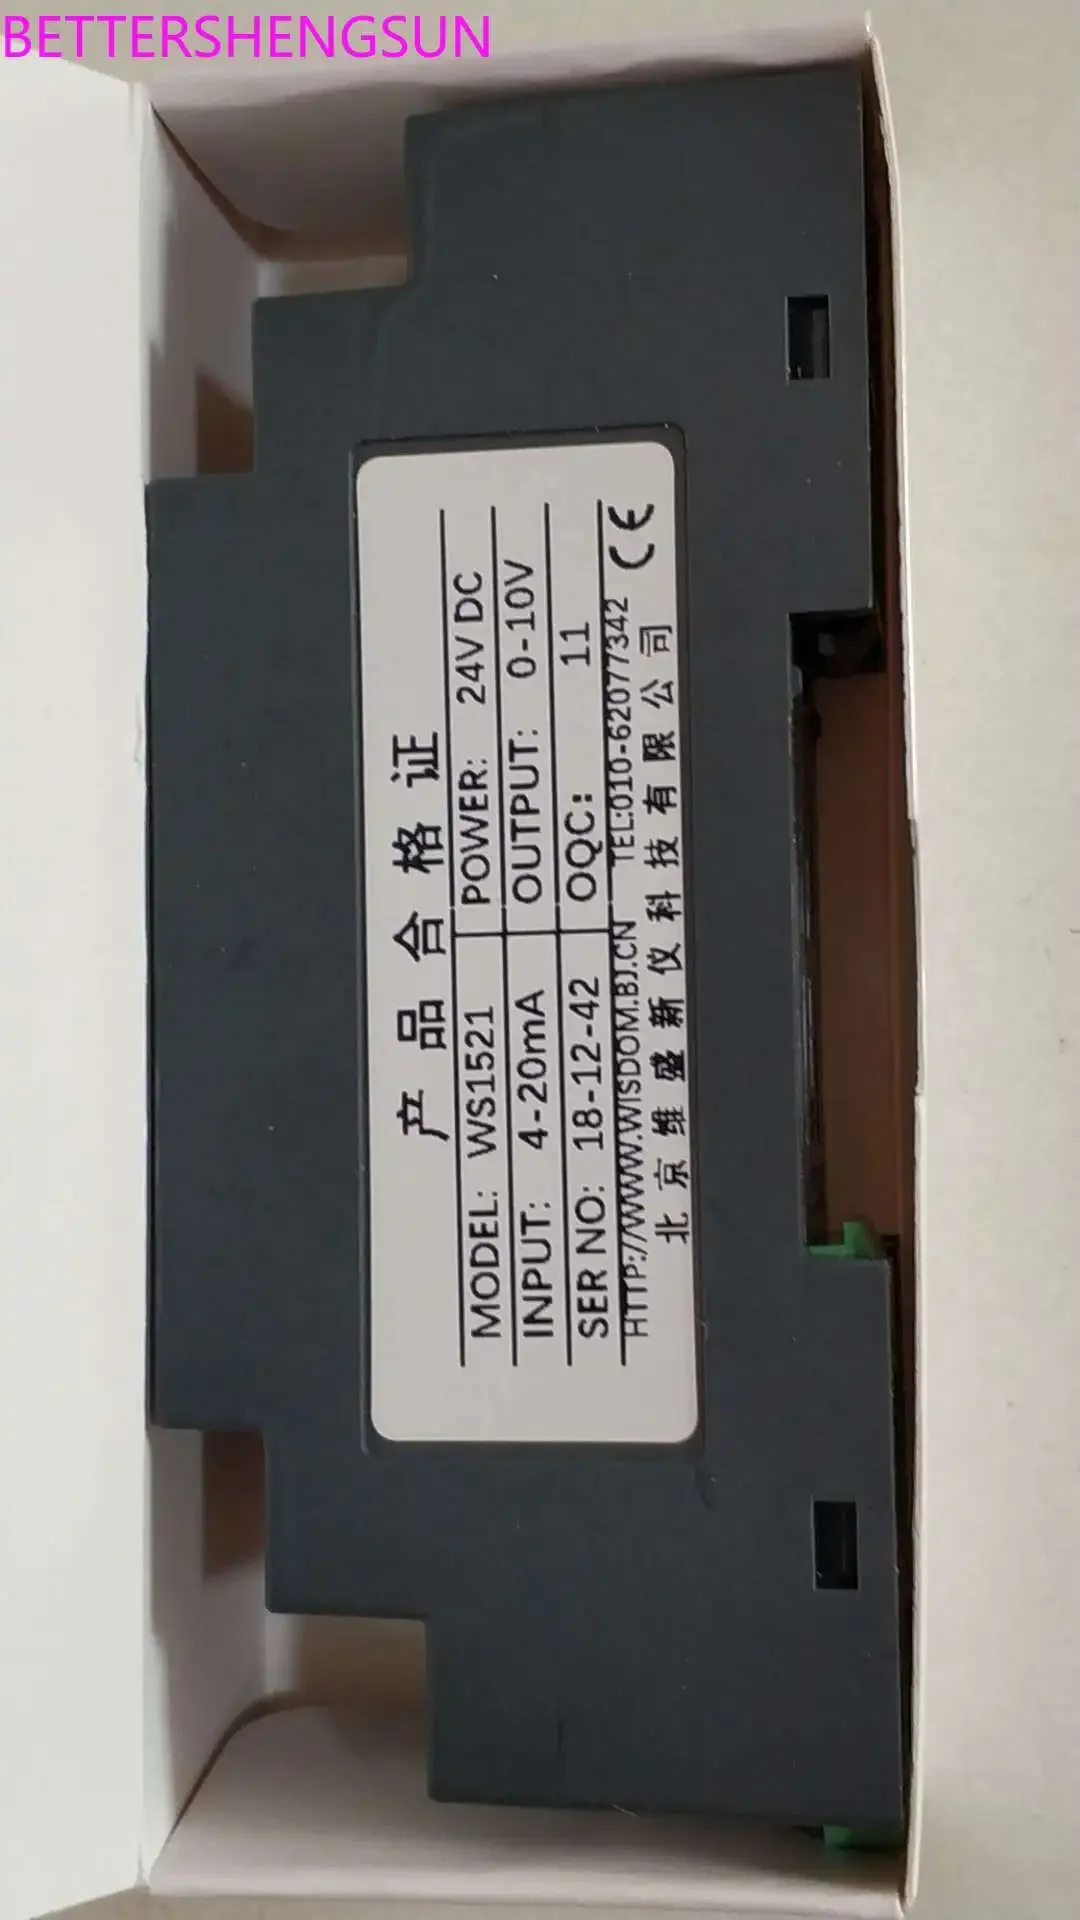 BETTERSHENGSUN
产品合格证
MODEL: WS1521 POWER: 24V DC
INPUT: 4-20mA OUTPUT: 0-10V
SER NO: 18-12-42 OQC: 11
HTTP://WWW.WISDOM.BJ.CN TEL:010-62077342
北京维盛新仪科技有限公司 CE